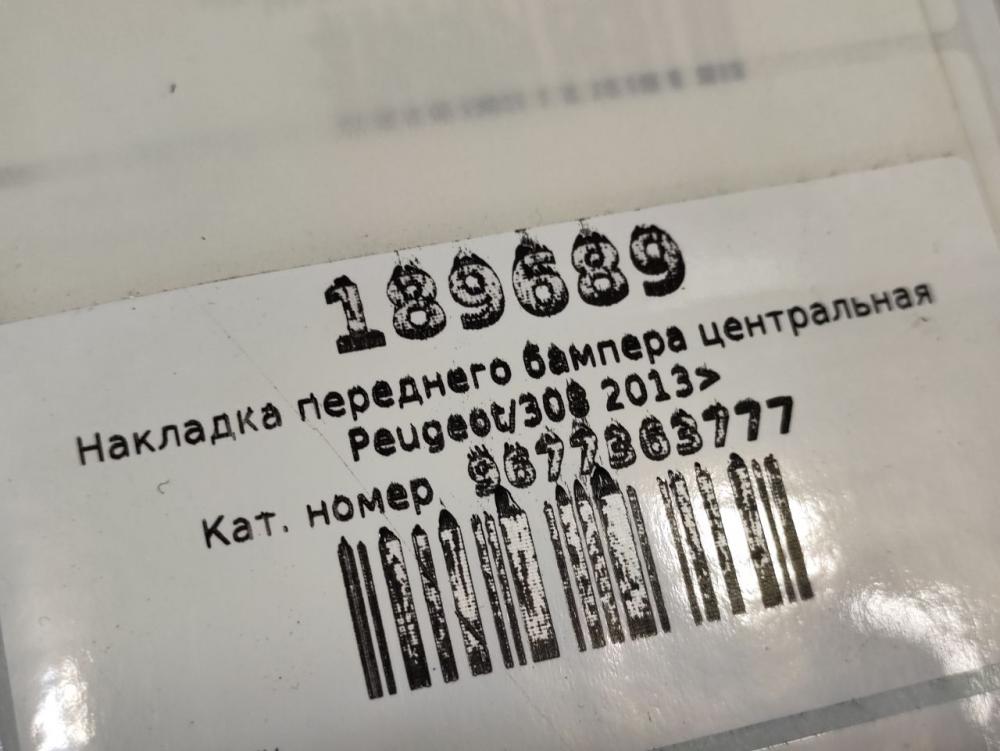 189689
Накладка переднего бампера центральная
Peugeot/308 2013>
Кат. номер 9677363777